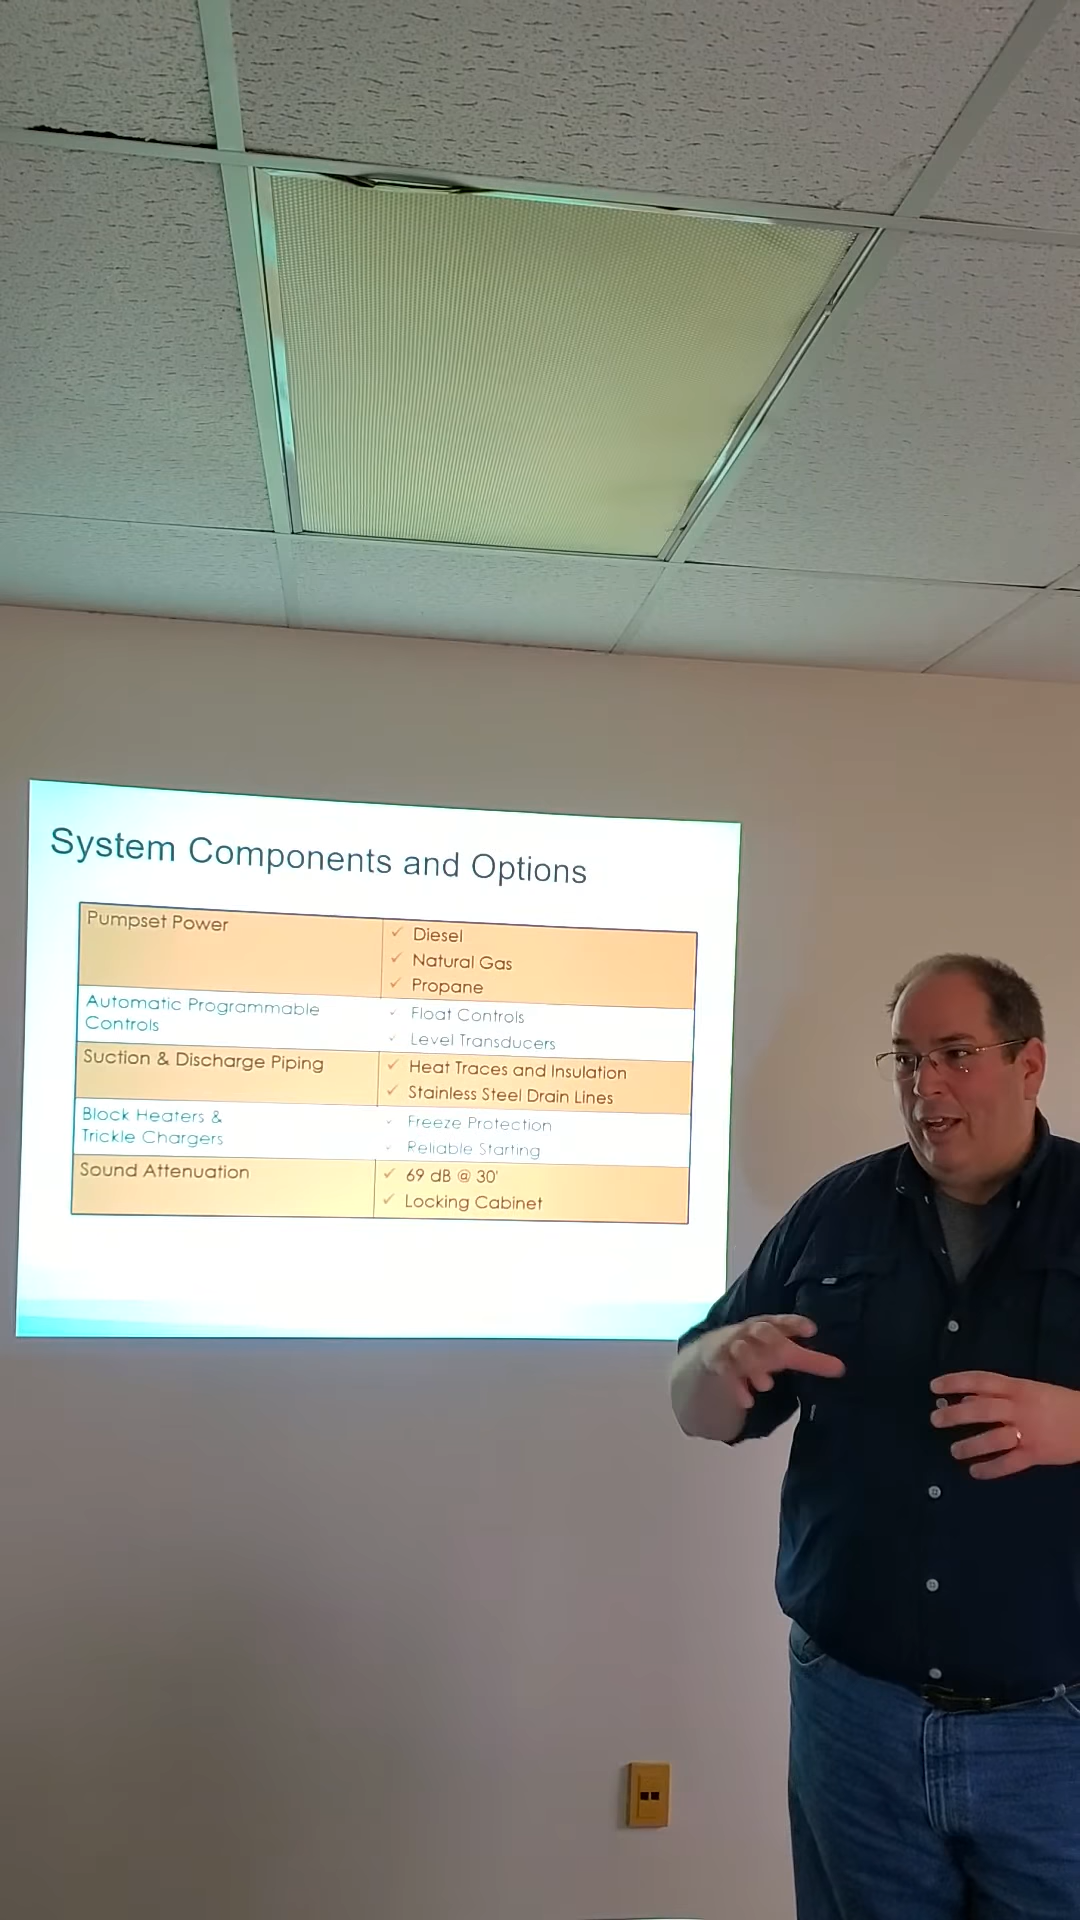 System Components and Options
Pumpset Power
✓ Diesel
✓ Natural Gas
✓ Propane
Automatic Programmable
Controls
✓ Float Controls
✓ Level Transducers
Suction & Discharge Piping
✓ Heat Traces and Insulation
✓ Stainless Steel Drain Lines
Block Heaters &
Trickle Chargers
✓ Freeze Protection
✓ Reliable Starting
Sound Attenuation
✓ 69 dB @ 30'
✓ Locking Cabinet